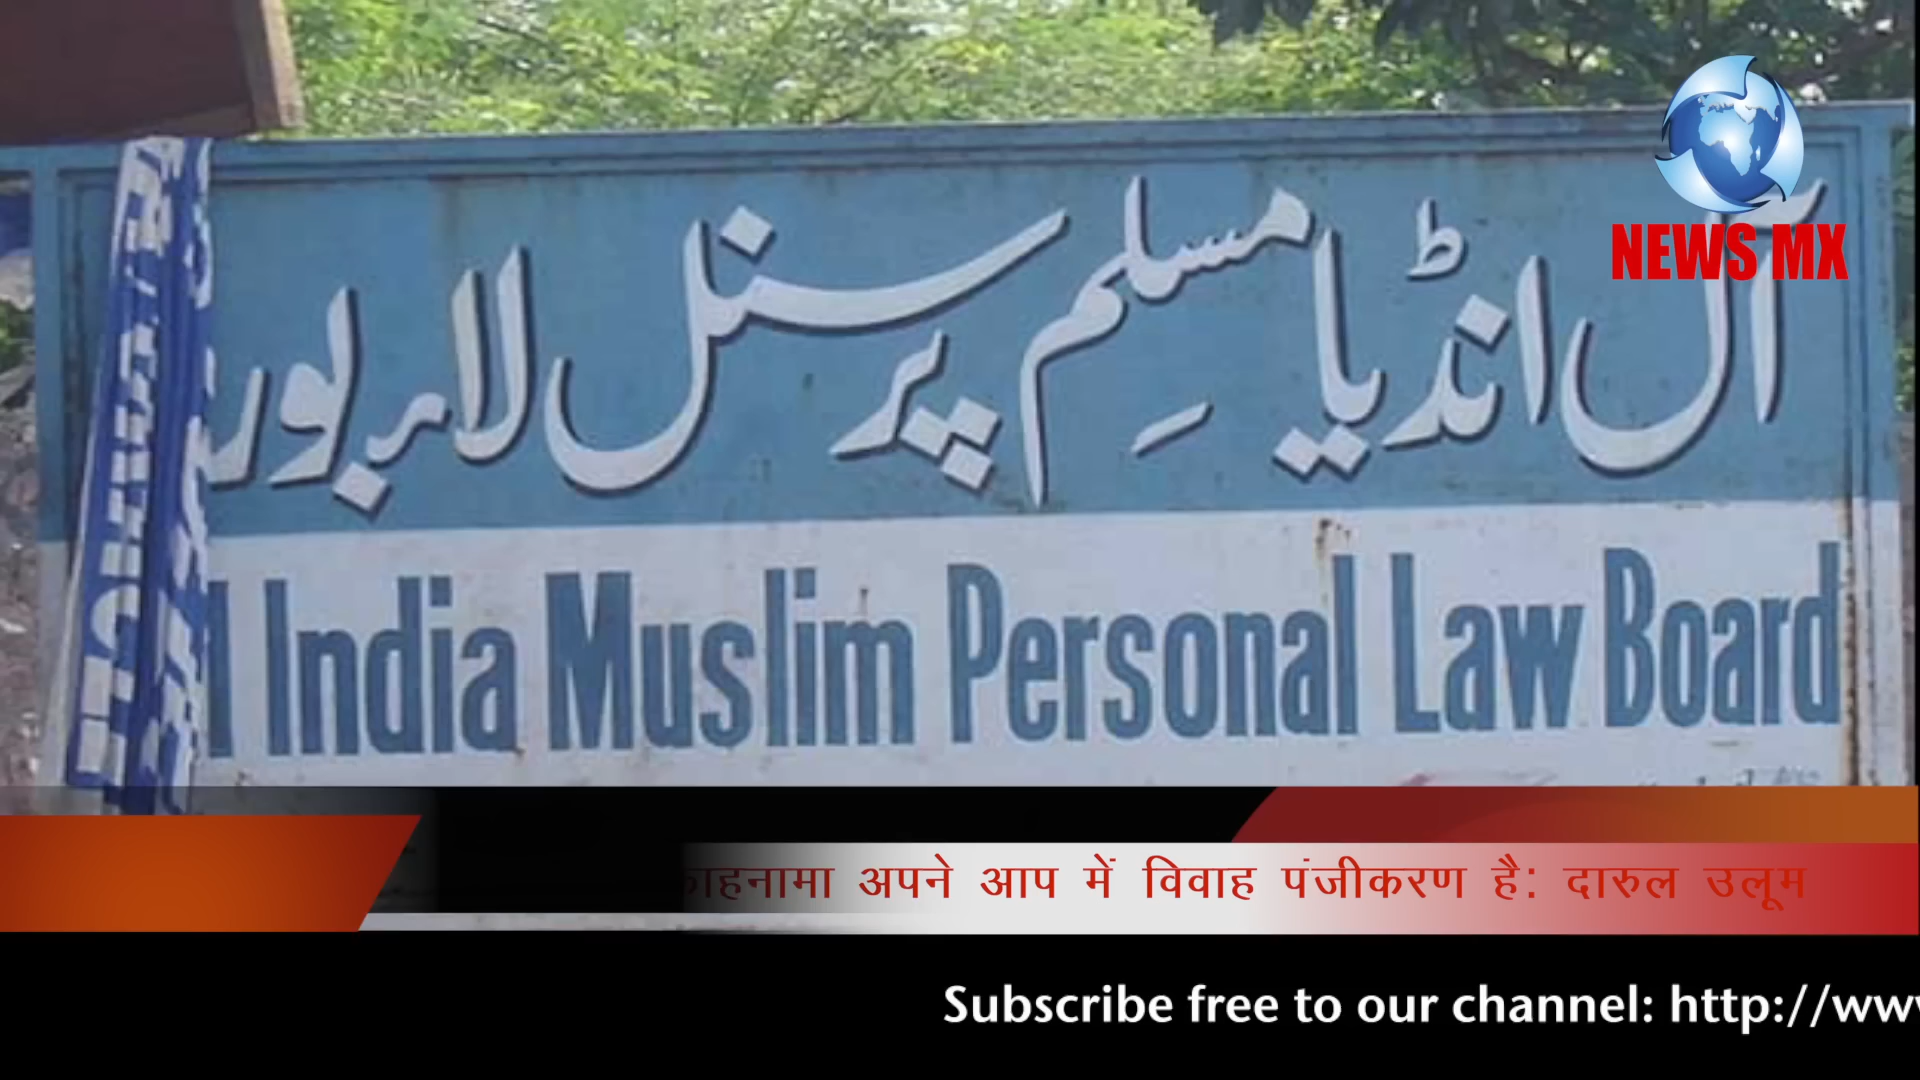 NEWS MX
آل انڈیا مسلم پرسنل لا بور
India Muslim Personal Law Board
अपने आप में विवाह पंजीकरण है: दारुल उलूम
Subscribe free to our channel: http://www